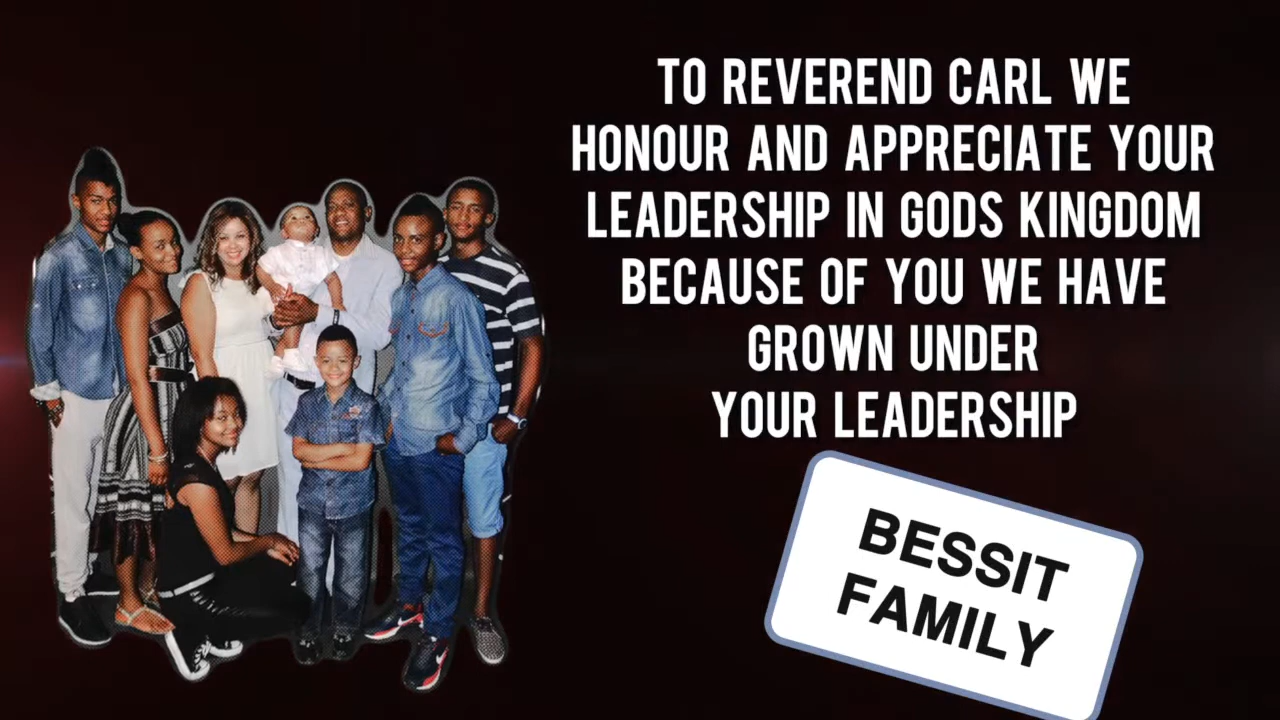 TO REVEREND CARL WE
HONOUR AND APPRECIATE YOUR
LEADERSHIP IN GODS KINGDOM
BECAUSE OF YOU WE HAVE
GROWN UNDER
YOUR LEADERSHIP
BESSIT
FAMILY